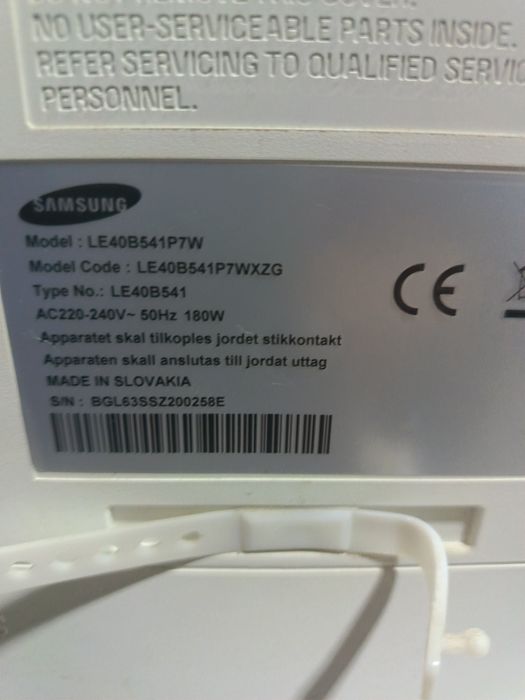 NO USER-SERVICEABLE PARTS INSIDE.
REFER SERVICING TO QUALIFIED
PERSONNEL.
SAMSUNG
Model : LE40B541P7W
Model Code : LE40B541P7WXZG
Type No.: LE40B541
AC220-240V~ 50Hz 180W
Apparatet skal tilkoples jordet stikkontakt
Apparaten skall anslutas till jordat uttag
MADE IN SLOVAKIA
S/N : BGL63SSZ200258E
CE